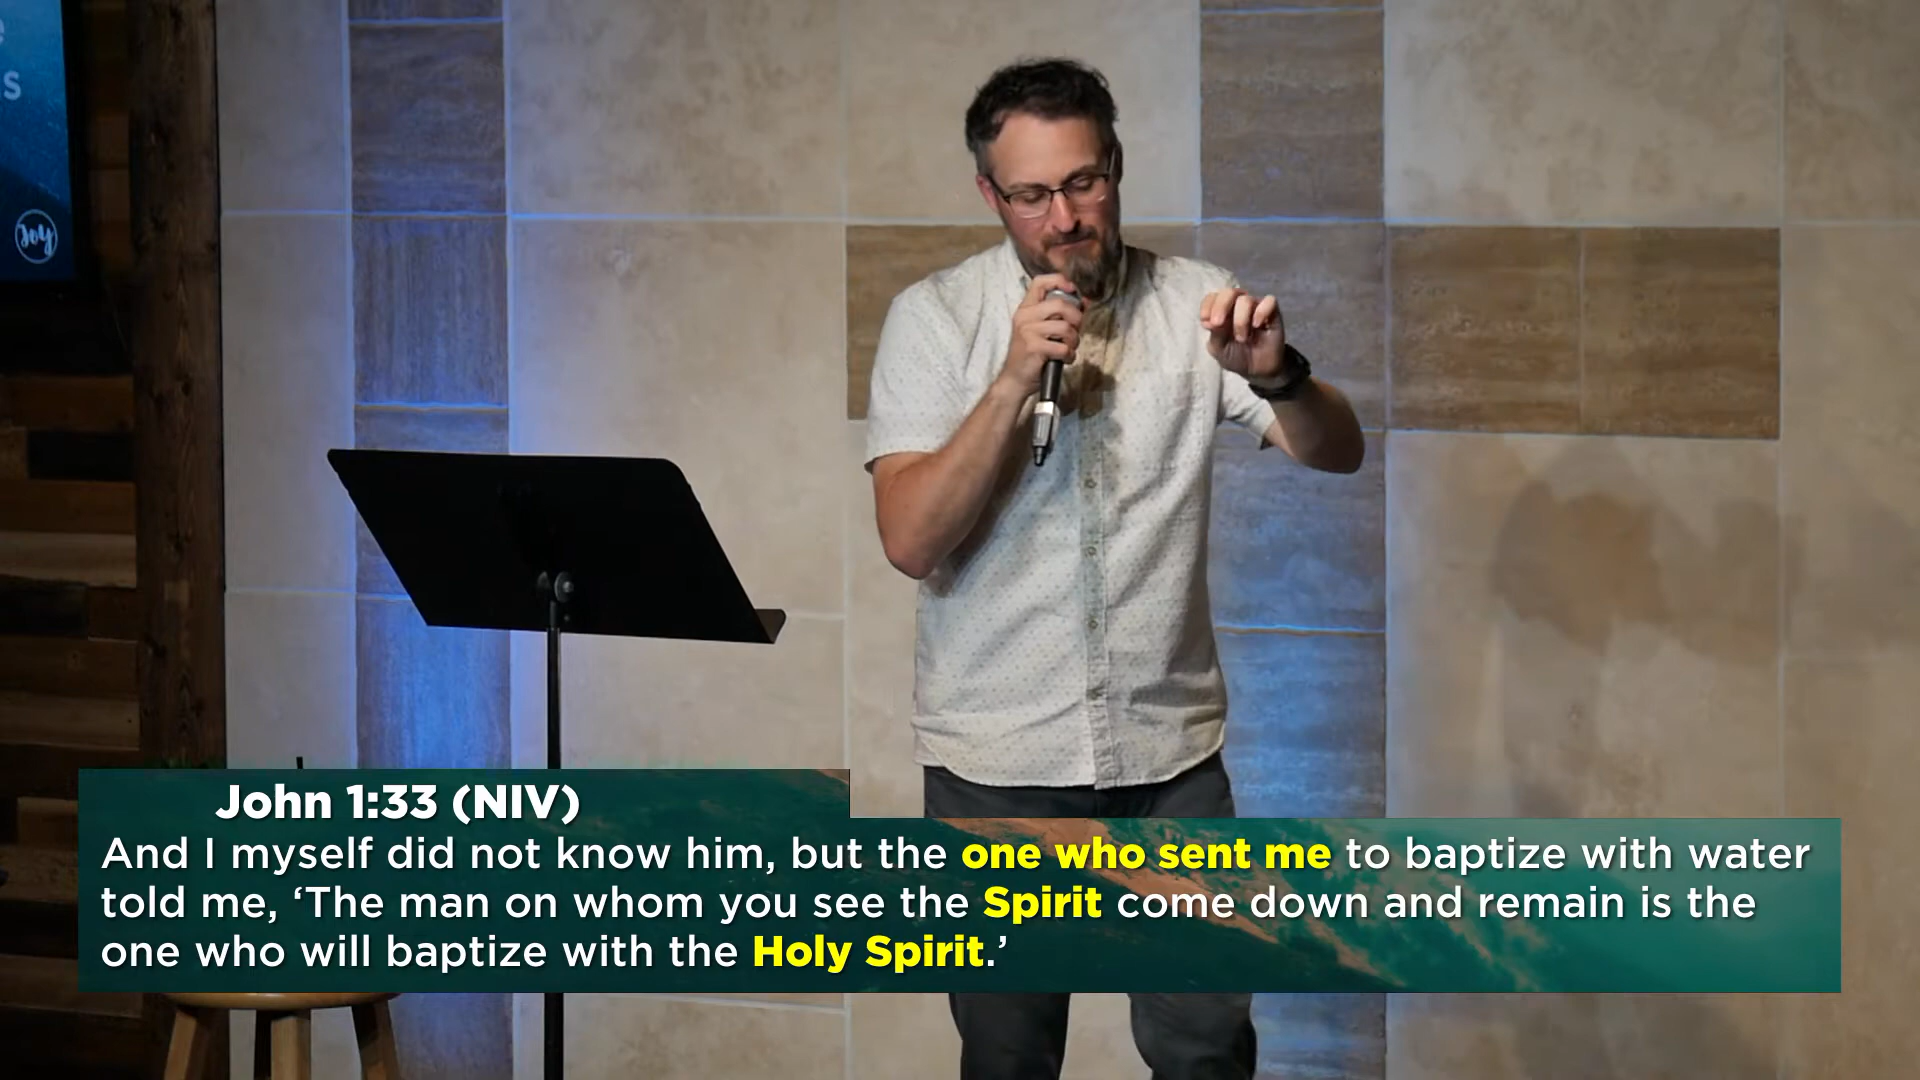 Joy
John 1:33 (NIV)
And I myself did not know him, but the one who sent me to baptize with water
told me, ‘The man on whom you see the Spirit come down and remain is the
one who will baptize with the Holy Spirit.’